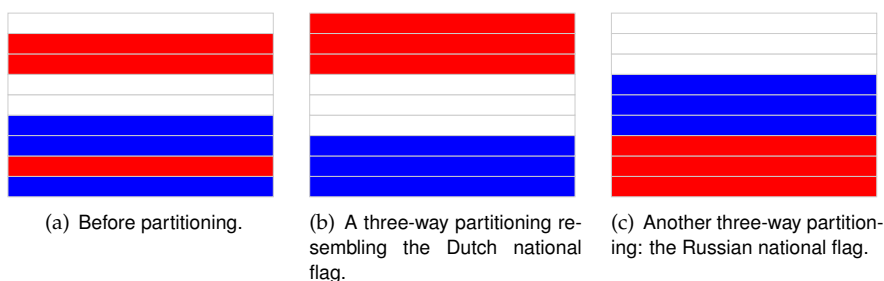 (a) Before partitioning.
(b) A three-way partitioning re-
sembling the Dutch national
flag.
(c) Another three-way partition-
ing: the Russian national flag.